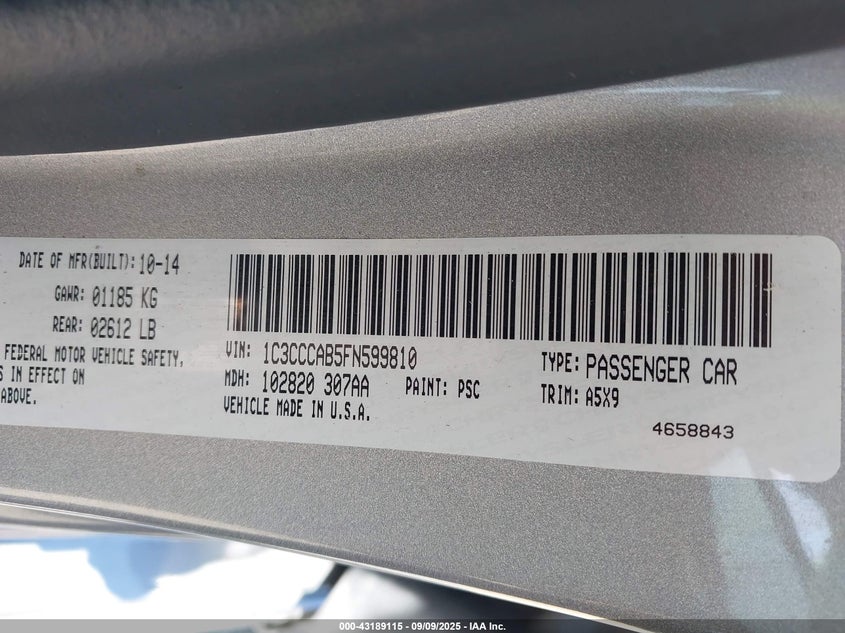 DATE OF MFR(BUILT): 10-14
GAWR: 01185 KG
REAR: 02612 LB
FEDERAL MOTOR VEHICLE SAFETY,
IN EFFECT ON
ABOVE.
VIN: 1C3CCCAB5FN599810
MDH: 102820 307AA PAINT: PSC
VEHICLE MADE IN U.S.A.
TYPE: PASSENGER CAR
TRIM: A5X9
4658843
000-43189115 - 09/09/2025 - IAA Inc.